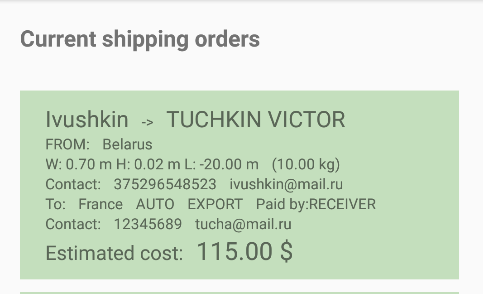 Current shipping orders
Ivushkin -> TUCHKIN VICTOR
FROM: Belarus
W: 0.70 m H: 0.02 m L: -20.00 m (10.00 kg)
Contact: 375296548523 ivushkin@mail.ru
To: France AUTO EXPORT Paid by:RECEIVER
Contact: 12345689 tucha@mail.ru
Estimated cost: 115.00 $